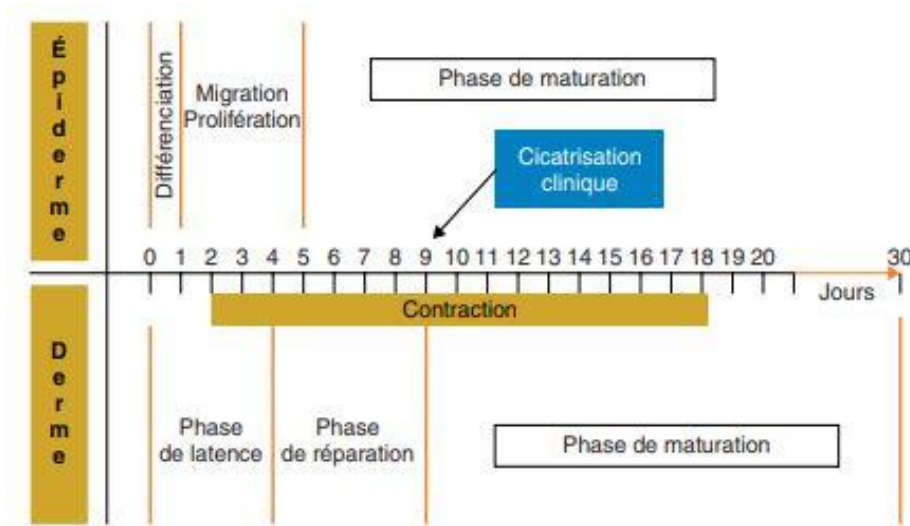 Épiderme
Différenciation
Migration
Prolifération
Phase de maturation
Cicatrisation
clinique
0 1 2 3 4 5 6 7 8 9 10 11 12 13 14 15 16 17 18 19 20 30
Jours
Contraction
Derme
Phase
de latence
Phase
de réparation
Phase de maturation